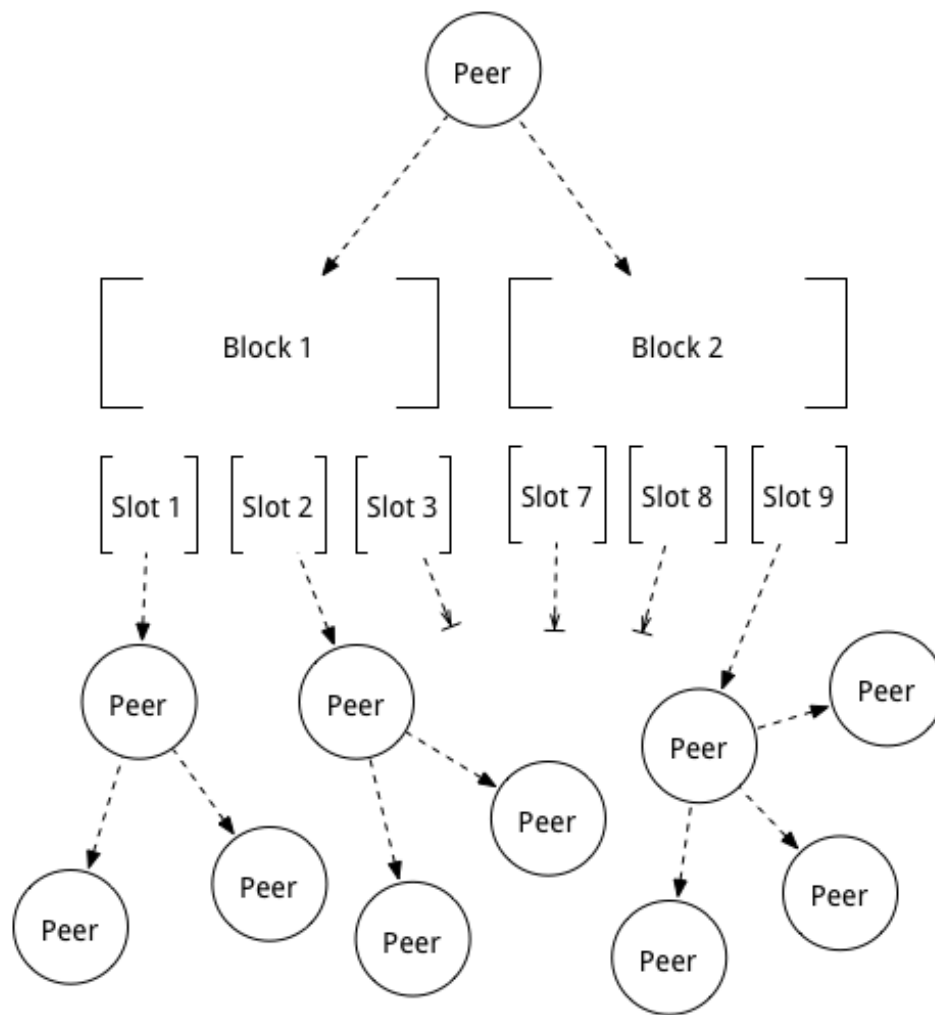 Peer
Block 1
Block 2
Slot 1
Slot 2
Slot 3
Slot 7
Slot 8
Slot 9
Peer
Peer
Peer
Peer
Peer
Peer
Peer
Peer
Peer
Peer